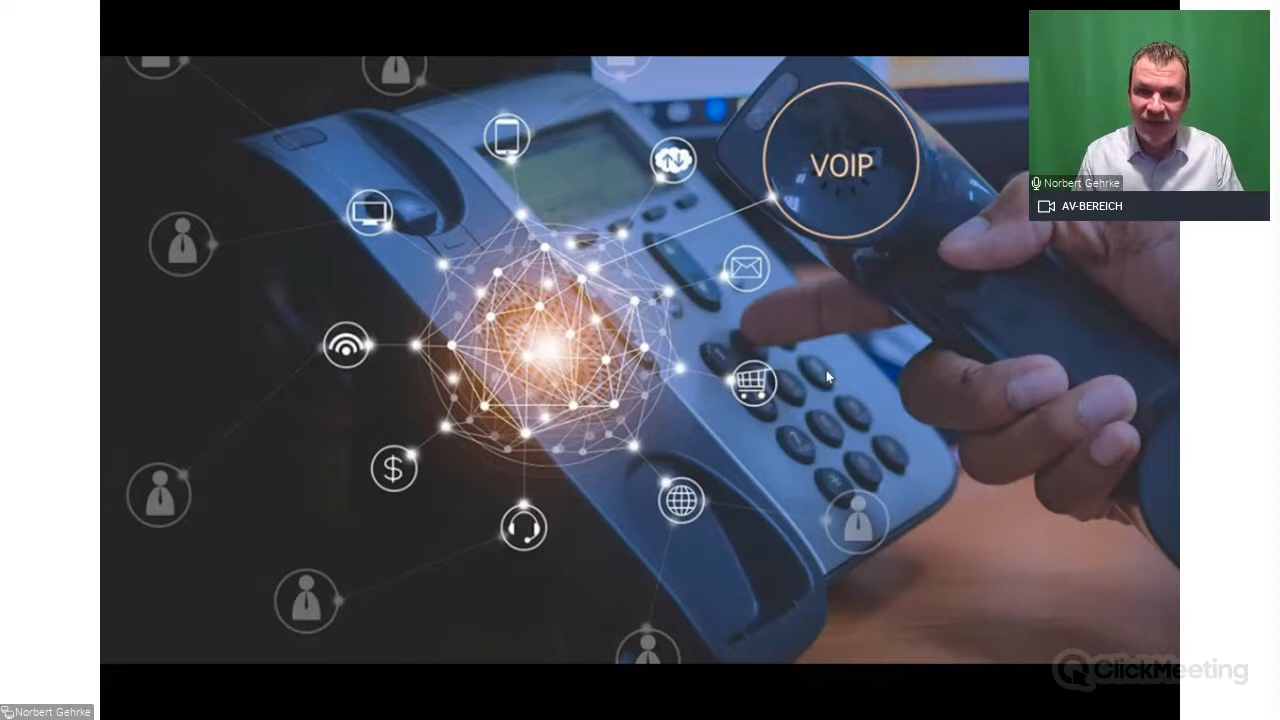 VOIP
Norbert Gehrke
AV-BEREICH
ClickMeeting
Norbert Gehrke